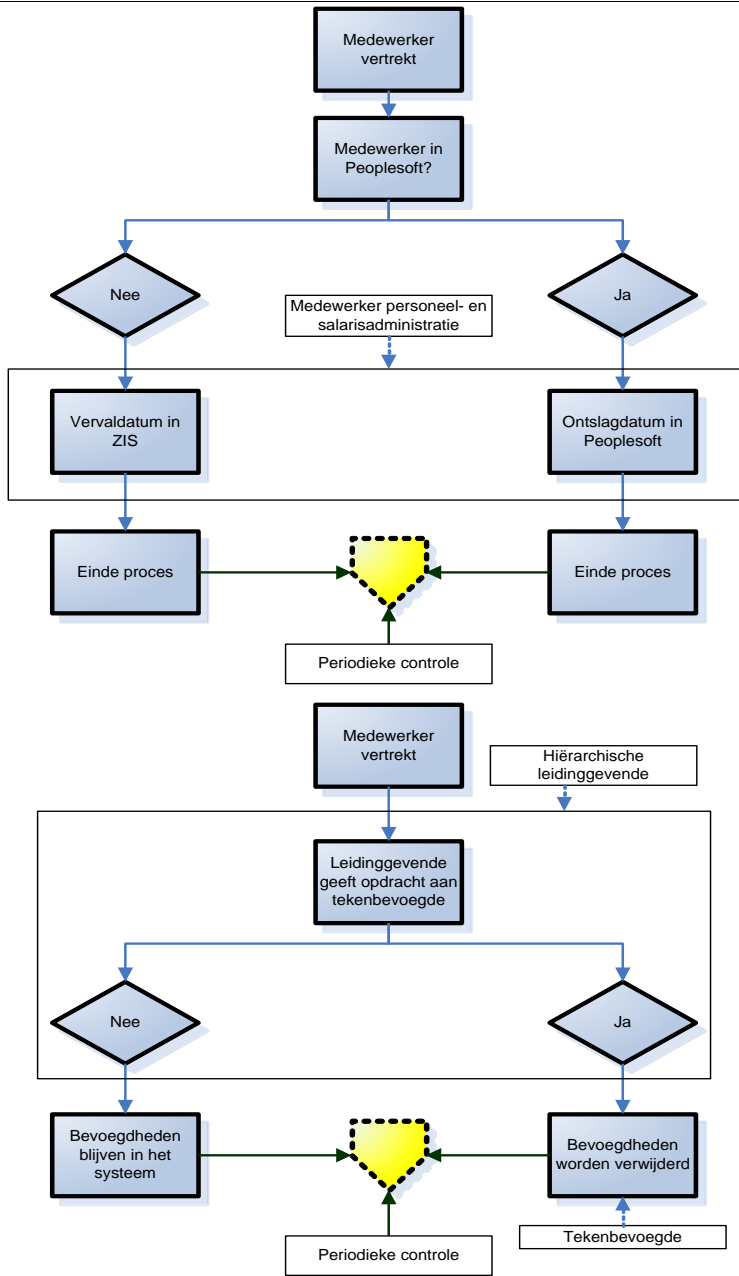 Medewerker
vertrekt
Medewerker in
Peoplesoft?
Nee
Medewerker personeel- en
salarisadministratie
Ja
Vervaldatum in
ZIS
Ontslagdatum in
Peoplesoft
Einde proces
Einde proces
Periodieke controle
Medewerker
vertrekt
Hiërarchische
leidinggevende
Leidinggevende
geeft opdracht aan
tekenbevoegde
Nee
Ja
Bevoegdheden
blijven in het
systeem
Bevoegdheden
worden verwijderd
Periodieke controle
Tekenbevoegde